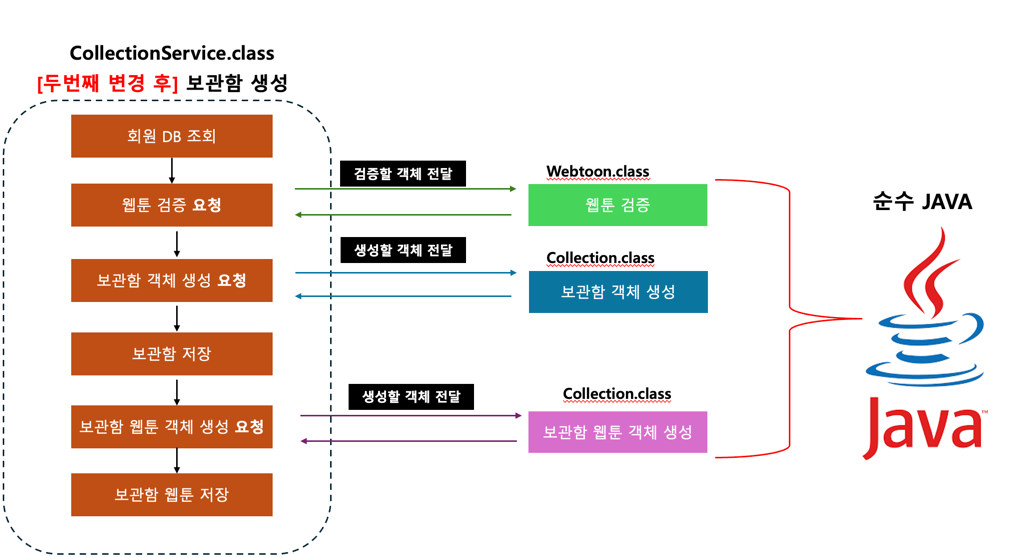 CollectionService.class
[두번째 변경 후] 보관함 생성
회원 DB 조회
웹툰 검증 요청
보관함 객체 생성 요청
보관함 저장
보관함 웹툰 객체 생성 요청
보관함 웹툰 저장
검증할 객체 전달
생성할 객체 전달
생성할 객체 전달
Webtoon.class
웹툰 검증
Collection.class
보관함 객체 생성
Collection.class
보관함 웹툰 객체 생성
순수 JAVA
Java™